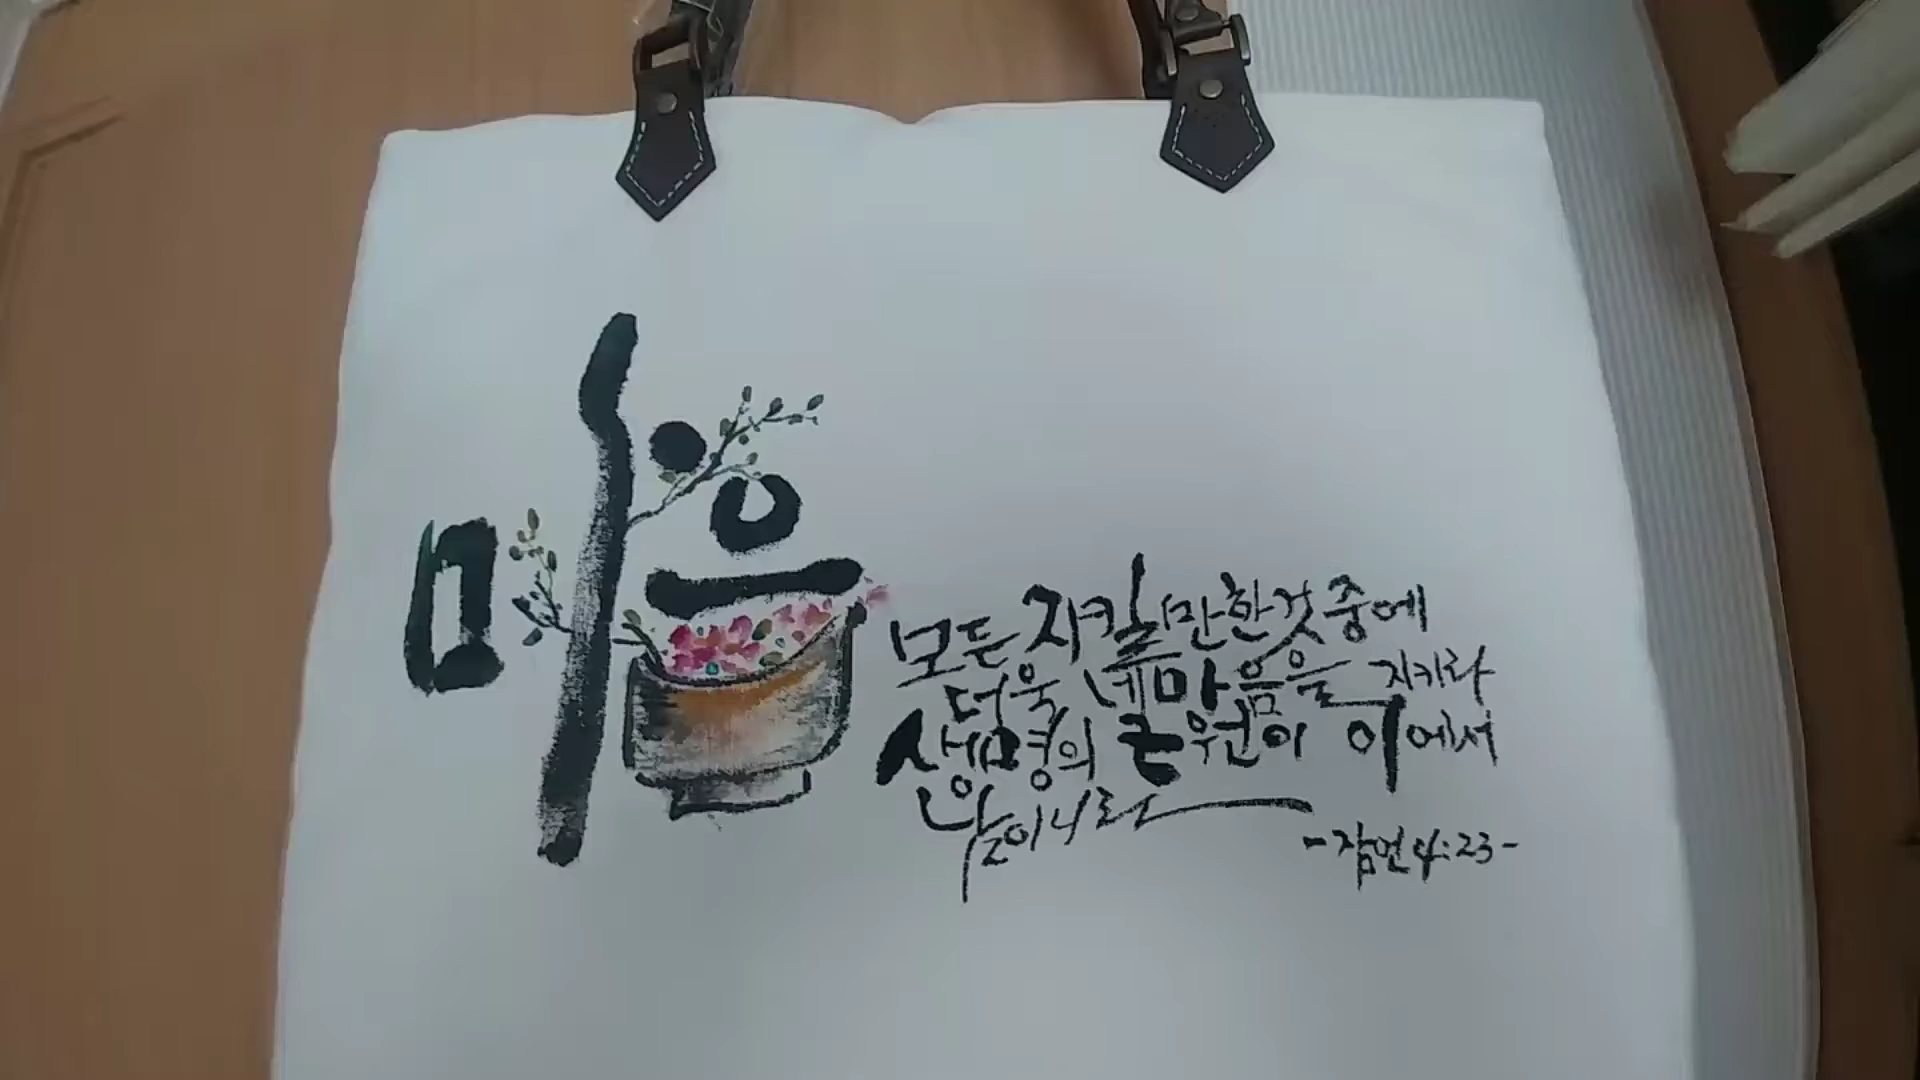 마음
모든 지킬만한것 중에
더욱 네 마음을 지키라
생명의 근원이 이에서
남이니라
-잠언 4:23-